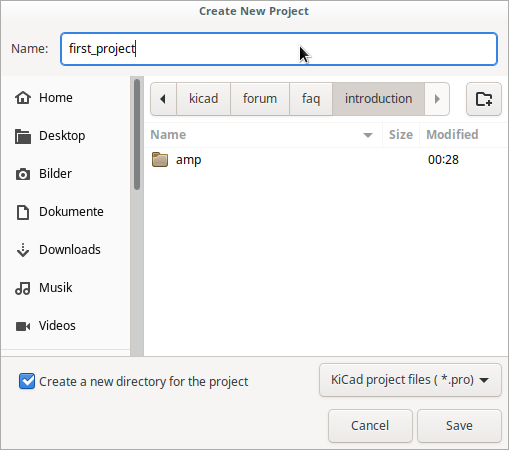 Create New Project
Name: first_project
kicad forum faq introduction
Name Size Modified
amp 00:28
Home
Desktop
Bilder
Dokumente
Downloads
Musik
Videos
Create a new directory for the project
KiCad project files ( *.pro)
Cancel Save